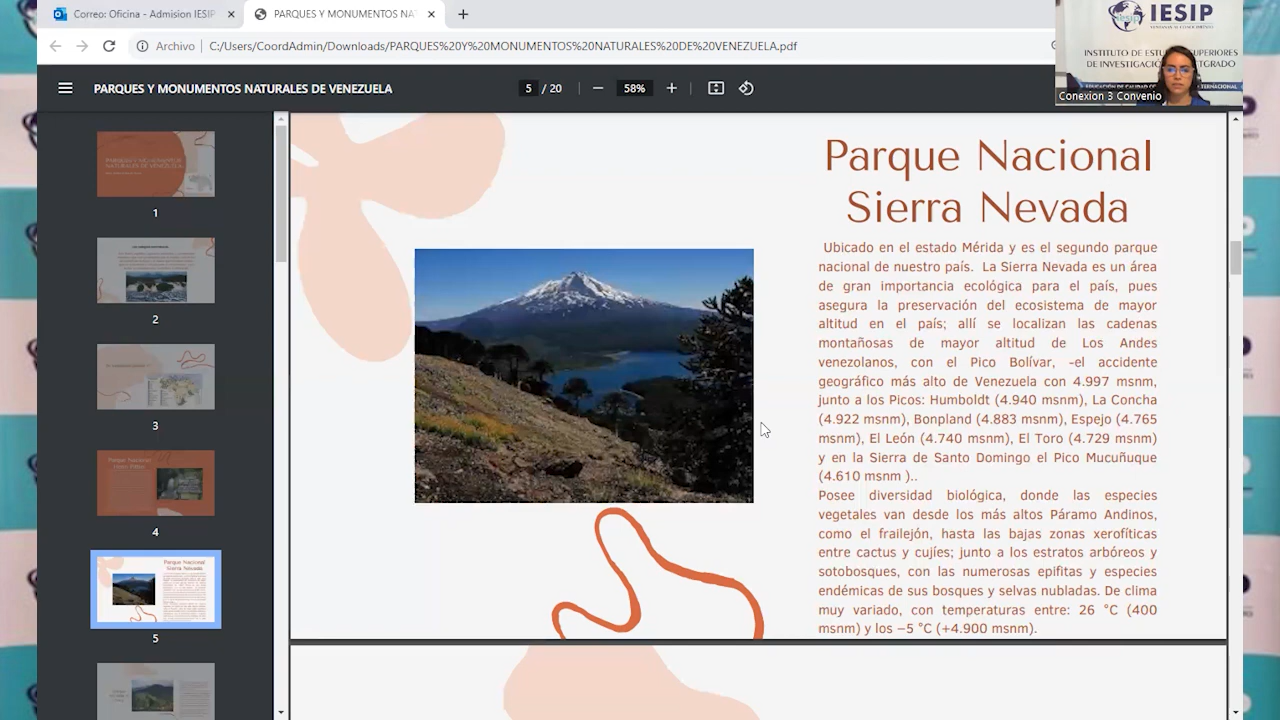 Correo: Oficina - Admision IESIP
PARQUES Y MONUMENTOS NAT
Archivo
C:/Users/CoordAdmin/Downloads/PARQUES%20Y%20MONUMENTOS%20NATURALES%20DE%20VENEZUELA.pdf
IESIP
INSTITUTO DE ESTUDIOS SUPERIORES
DE INVESTIGACIÓN Y POSTGRADO
Conexion 3 Convenio
PARQUES Y MONUMENTOS NATURALES DE VENEZUELA
5 / 20
58%
1
2
3
4
5
Parque Nacional
Sierra Nevada
Ubicado en el estado Mérida y es el segundo parque
nacional de nuestro país. La Sierra Nevada es un área
de gran importancia ecológica para el país, pues
asegura la preservación del ecosistema de mayor
altitud en el país; allí se localizan las cadenas
montañosas de mayor altitud de Los Andes
venezolanos, con el Pico Bolívar, -el accidente
geográfico más alto de Venezuela con 4.997 msnm,
junto a los Picos: Humboldt (4.940 msnm), La Concha
(4.922 msnm), Bonpland (4.883 msnm), Espejo (4.765
msnm), El León (4.740 msnm), El Toro (4.729 msnm)
y en la Sierra de Santo Domingo el Pico Mucuñuque
(4.610 msnm )..
Posee diversidad biológica, donde las especies
vegetales van desde los más altos Páramo Andinos,
como el frailejón, hasta las bajas zonas xerofíticas
entre cactus y cujíes; junto a los estratos arbóreos y
sotobosques, con las numerosas epifitas y especies
endémicas de sus bosques y selvas nubladas. De clima
muy variado, con temperaturas entre: 26 °C (400
msnm) y los –5 °C (+4.900 msnm).